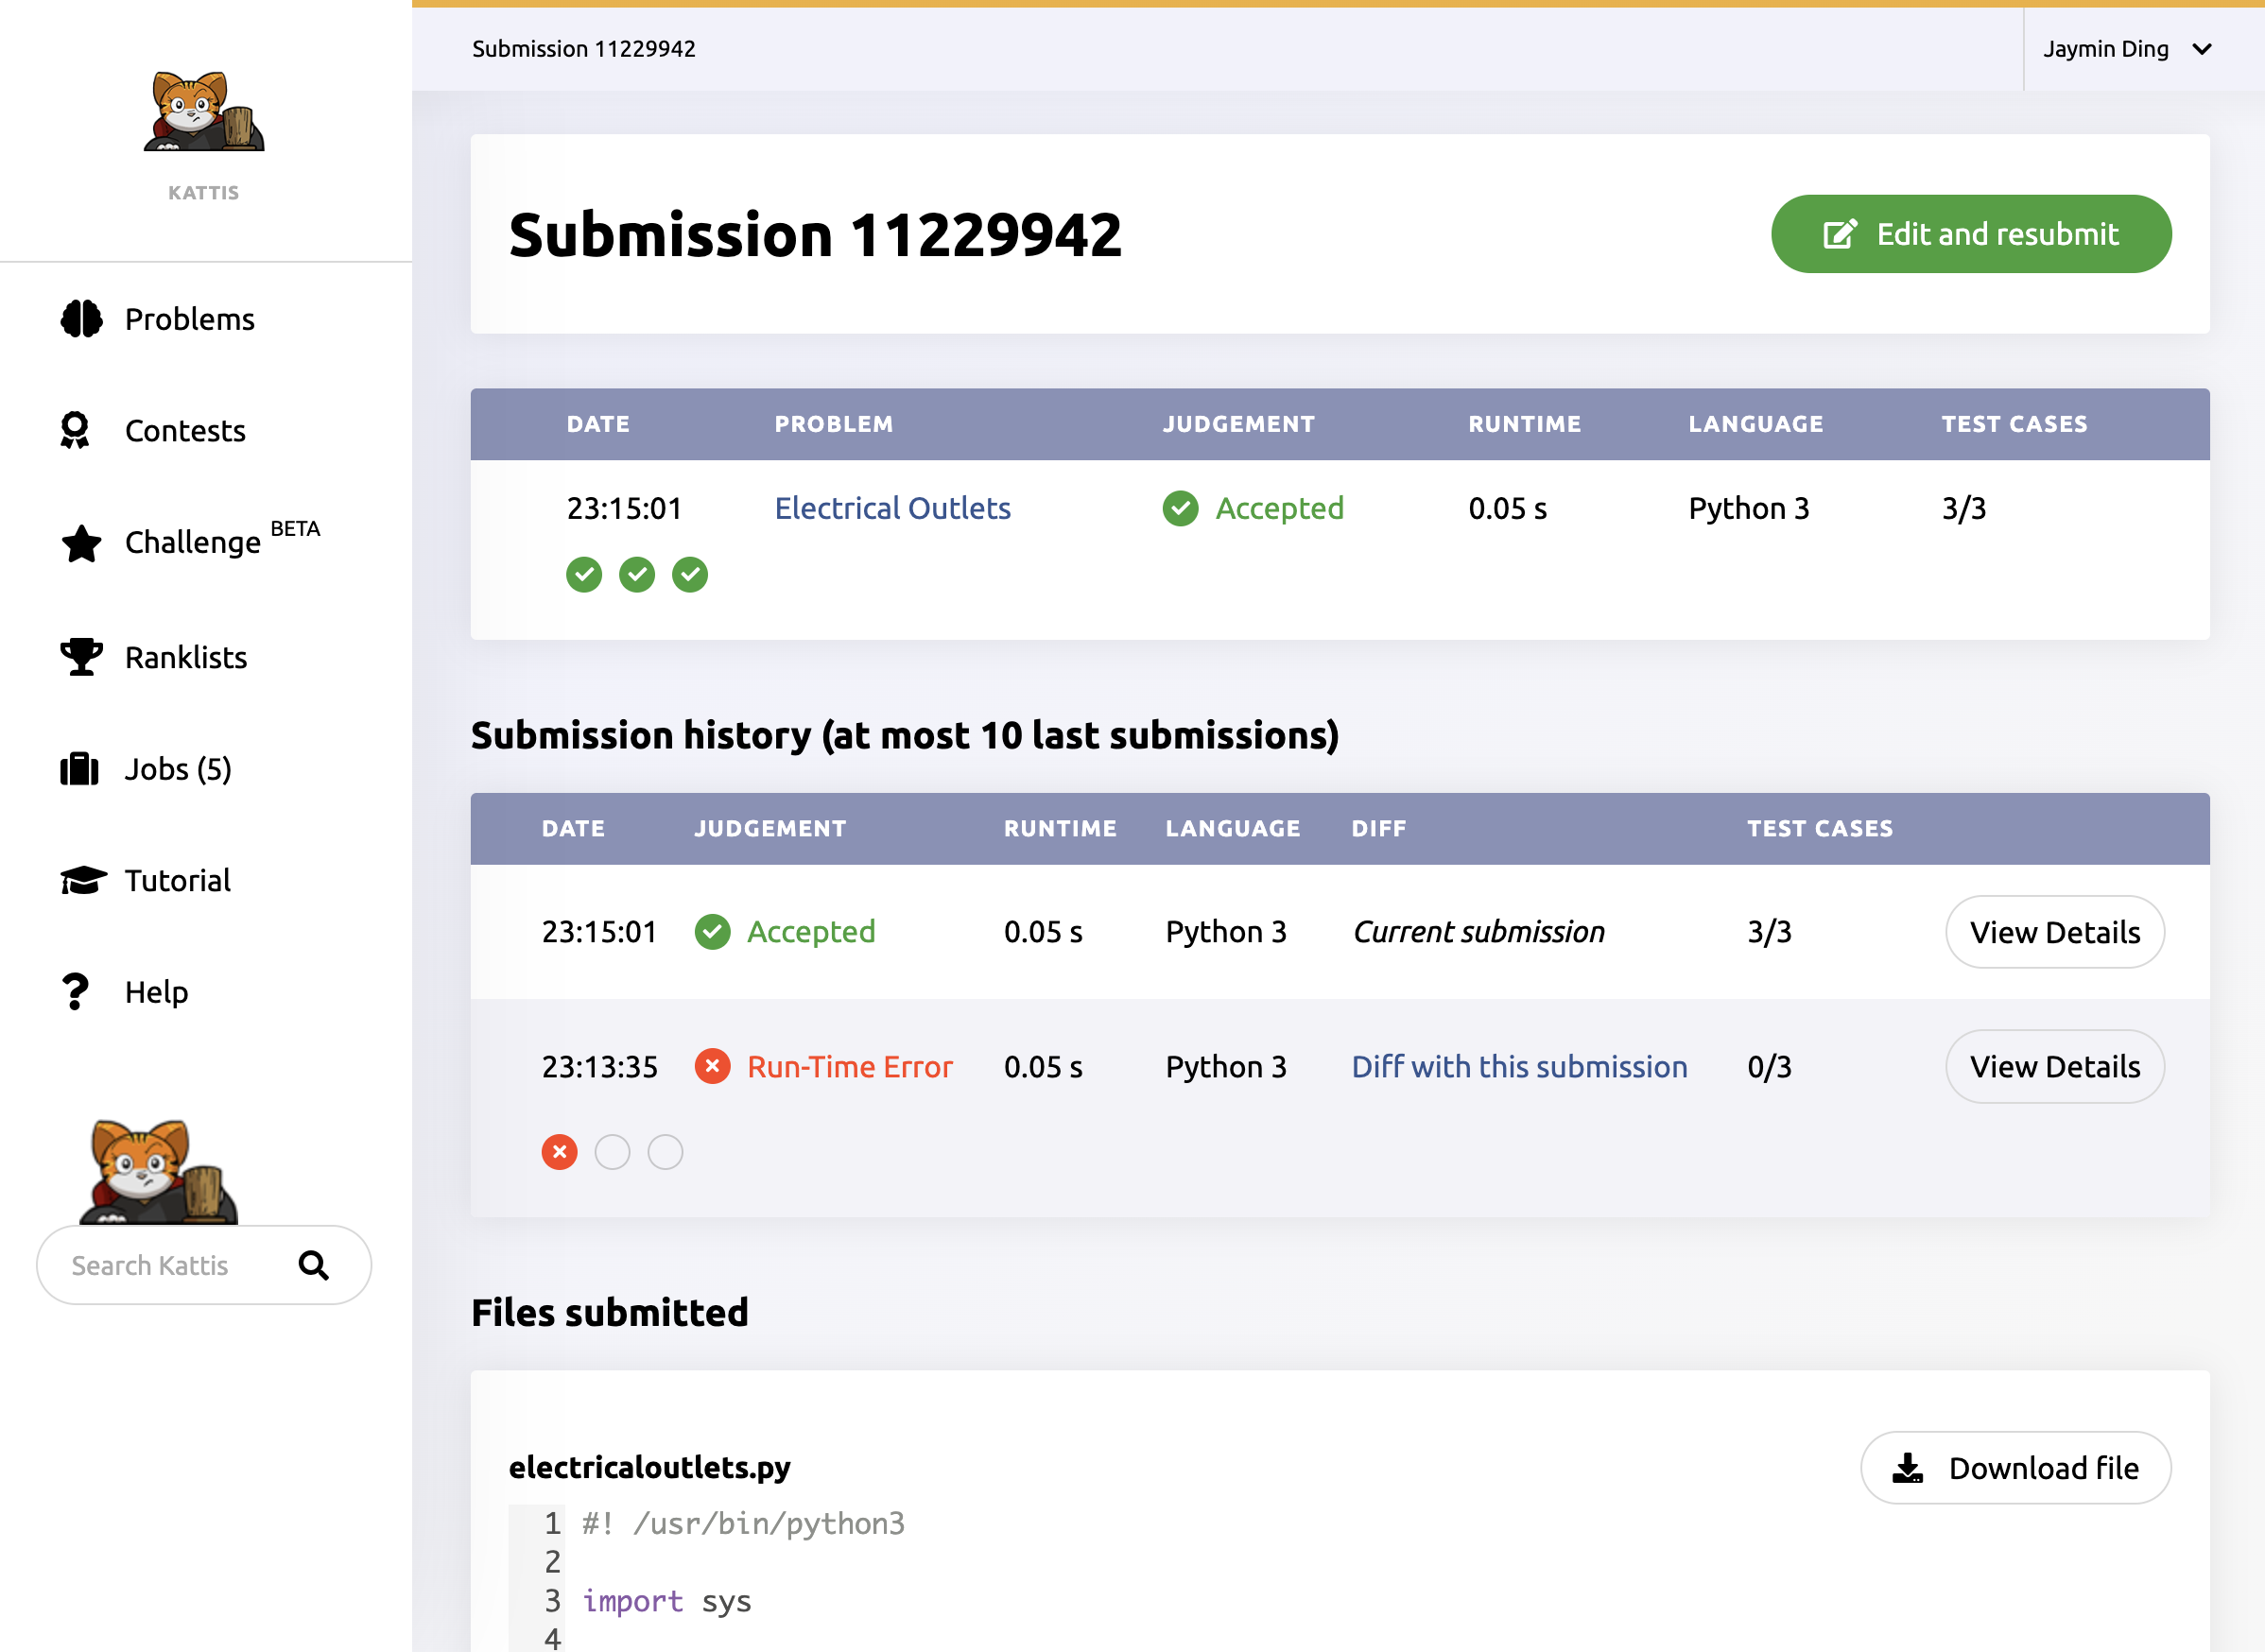 Submission 11229942
Jaymin Ding
KATTIS
Problems
Contests
Challenge BETA
Ranklists
Jobs (5)
Tutorial
Help
Search Kattis
Submission 11229942
Edit and resubmit
DATE PROBLEM JUDGEMENT RUNTIME LANGUAGE TEST CASES
23:15:01 Electrical Outlets Accepted 0.05 s Python 3 3/3
Submission history (at most 10 last submissions)
DATE JUDGEMENT RUNTIME LANGUAGE DIFF TEST CASES
23:15:01 Accepted 0.05 s Python 3 Current submission 3/3 View Details
23:13:35 Run-Time Error 0.05 s Python 3 Diff with this submission 0/3 View Details
Files submitted
electricaloutlets.py
Download file
1 #! /usr/bin/python3
2
3 import sys
4